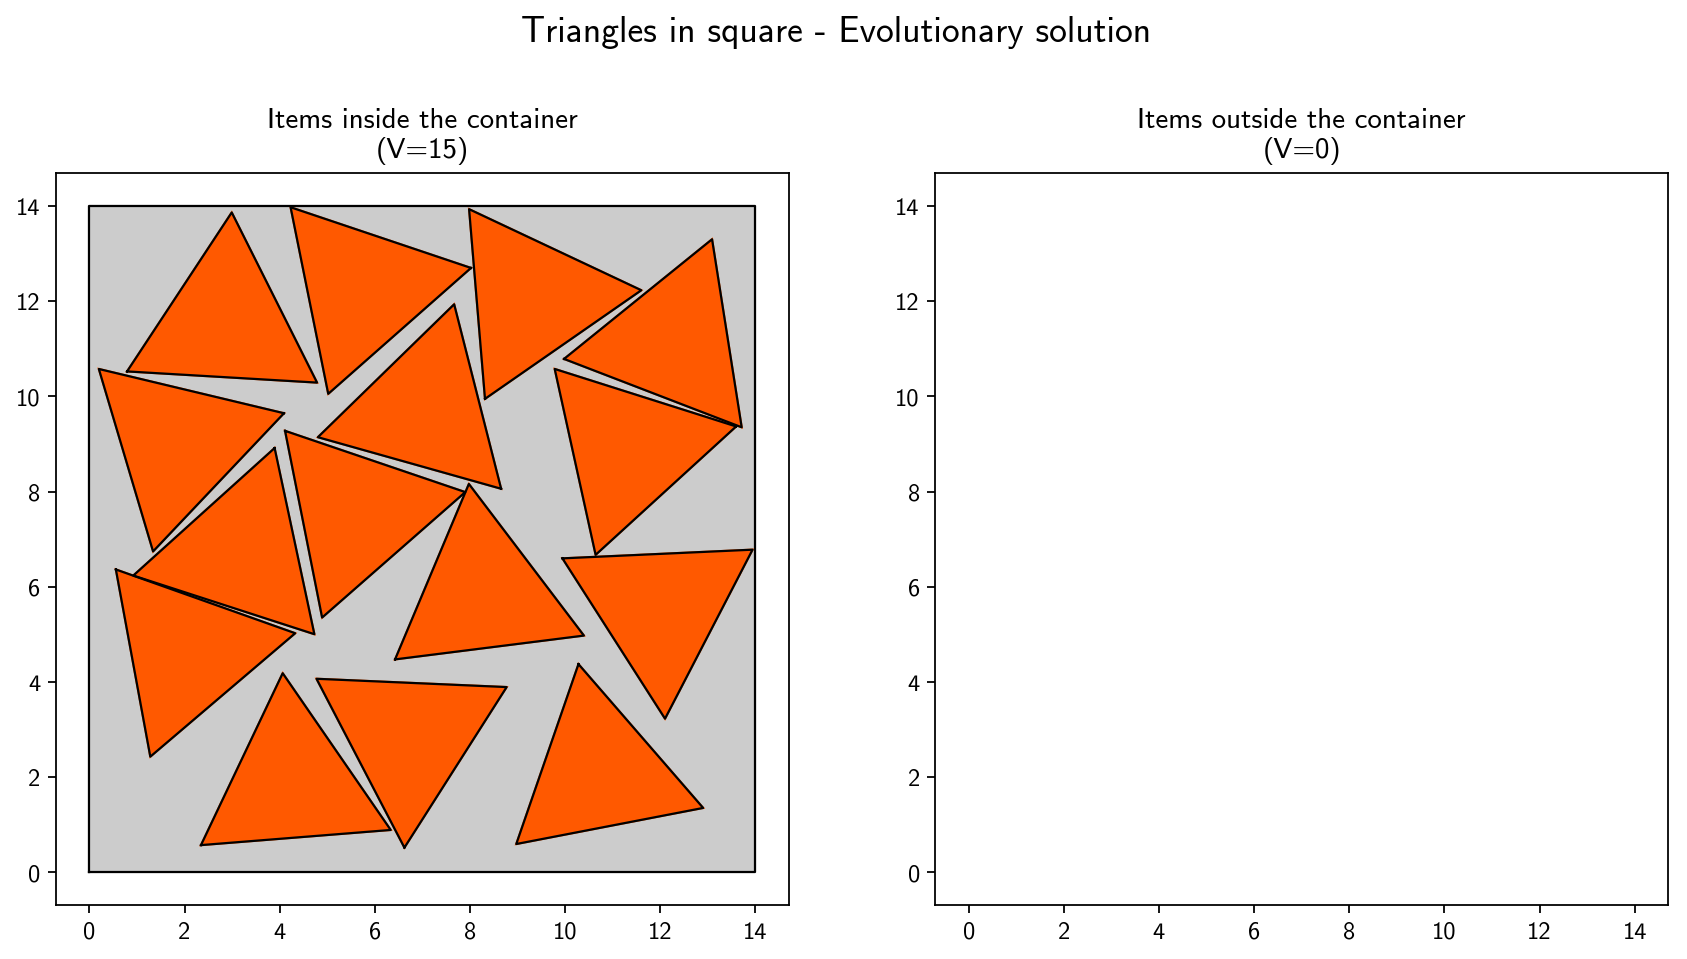 Triangles in square - Evolutionary solution
Items inside the container
(V=15)
14
12
10
8
6
4
2
0
0 2 4 6 8 10 12 14
Items outside the container
(V=0)
14
12
10
8
6
4
2
0
0 2 4 6 8 10 12 14